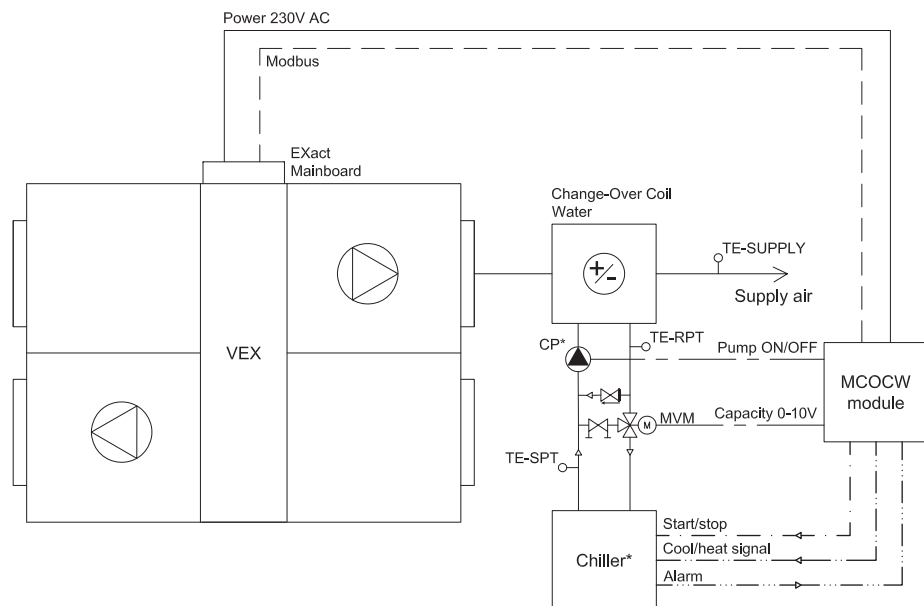 Power 230V AC
Modbus
EXact
Mainboard
Change-Over Coil
Water
TE-SUPPLY
+/-
Supply air
VEX
CP*
TE-RPT
Pump ON/OFF
MCOCW
module
M
MVM
Capacity 0-10V
TE-SPT
Start/stop
Chiller*
Cool/heat signal
Alarm